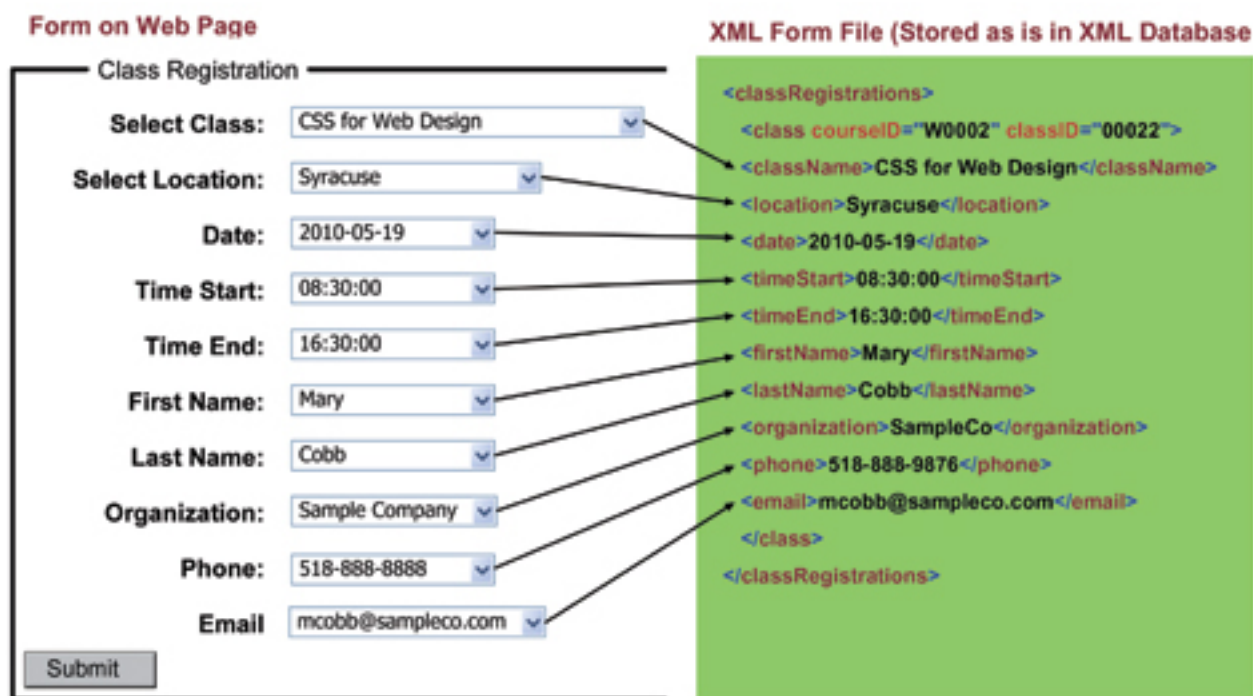 Form on Web Page
Class Registration
Select Class: CSS for Web Design
Select Location: Syracuse
Date: 2010-05-19
Time Start: 08:30:00
Time End: 16:30:00
First Name: Mary
Last Name: Cobb
Organization: Sample Company
Phone: 518-888-8888
Email mcobb@sampleco.com
Submit
XML Form File (Stored as is in XML Database
<classRegistrations>
<class courseID="W0002" classID="00022">
<className>CSS for Web Design</className>
<location>Syracuse</location>
<date>2010-05-19</date>
<timeStart>08:30:00</timeStart>
<timeEnd>16:30:00</timeEnd>
<firstName>Mary</firstName>
<lastName>Cobb</lastName>
<organization>SampleCo</organization>
<phone>518-888-9876</phone>
<email>mcobb@sampleco.com</email>
</class>
</classRegistrations>